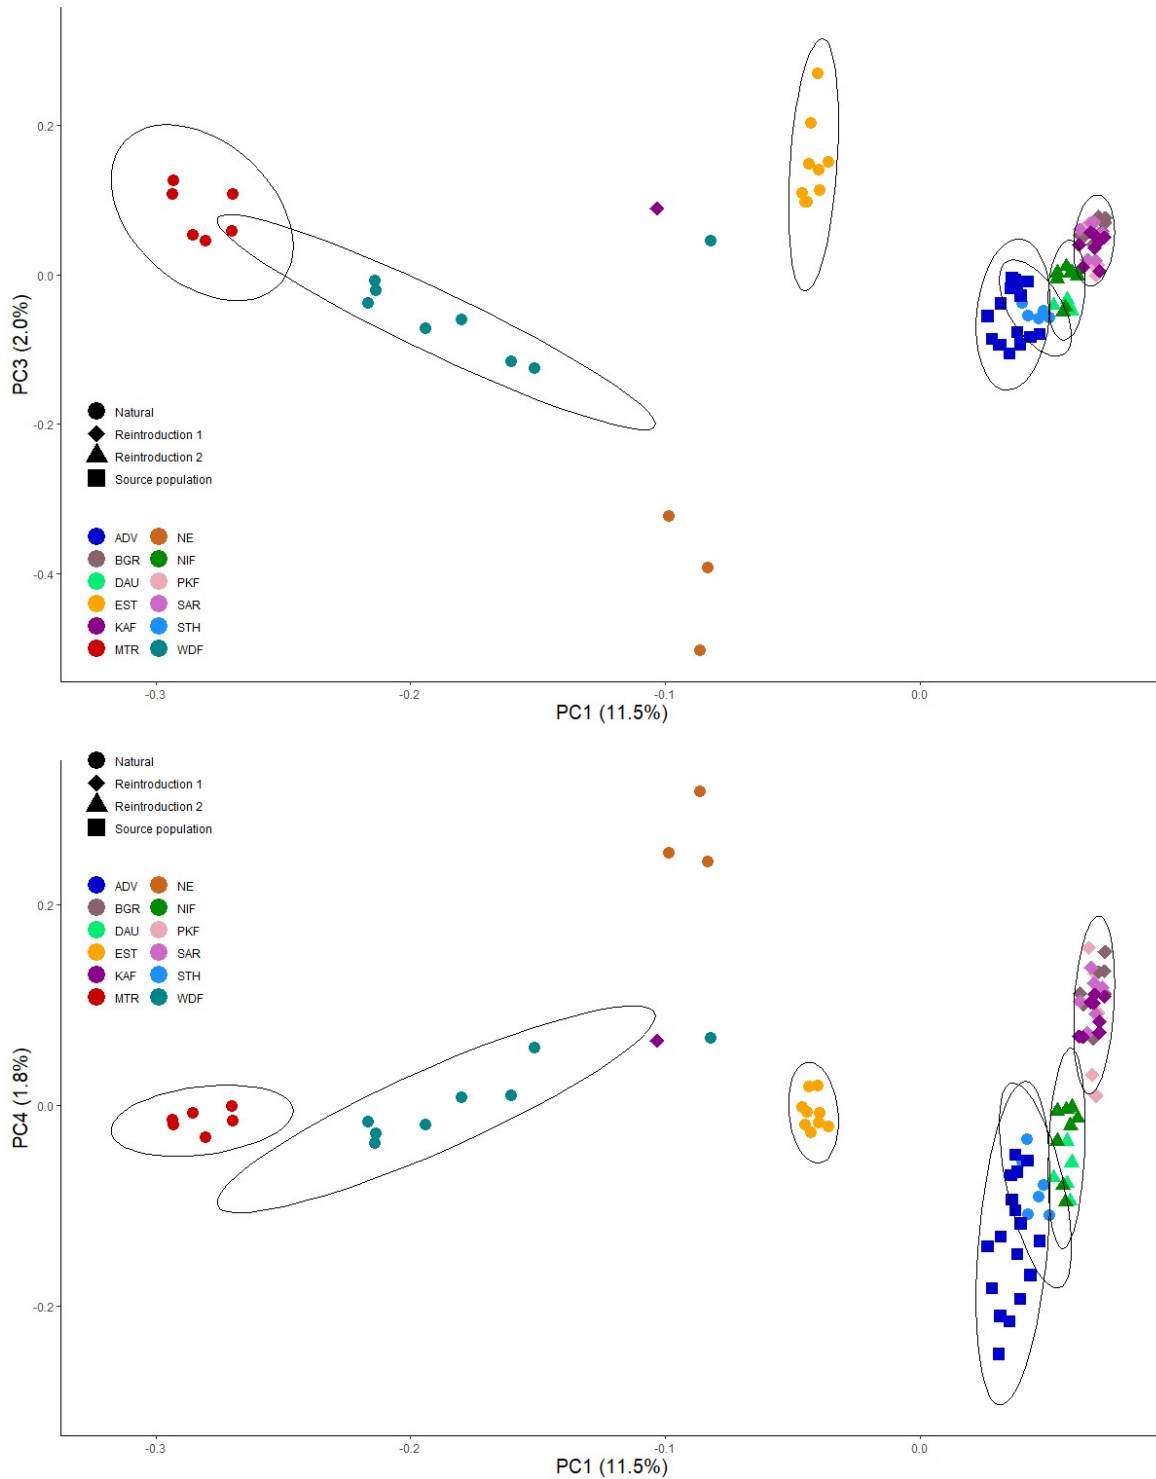 0.2
0.0
-0.2
-0.4
PC3 (2.0%)
Natural
Reintroduction 1
Reintroduction 2
Source population
ADV NE
BGR NIF
DAU PKF
EST SAR
KAF STH
MTR WDF
-0.3 -0.2 -0.1 0.0
PC1 (11.5%)
Natural
Reintroduction 1
Reintroduction 2
Source population
ADV NE
BGR NIF
DAU PKF
EST SAR
KAF STH
MTR WDF
0.2
0.0
-0.2
PC4 (1.8%)
-0.3 -0.2 -0.1 0.0
PC1 (11.5%)